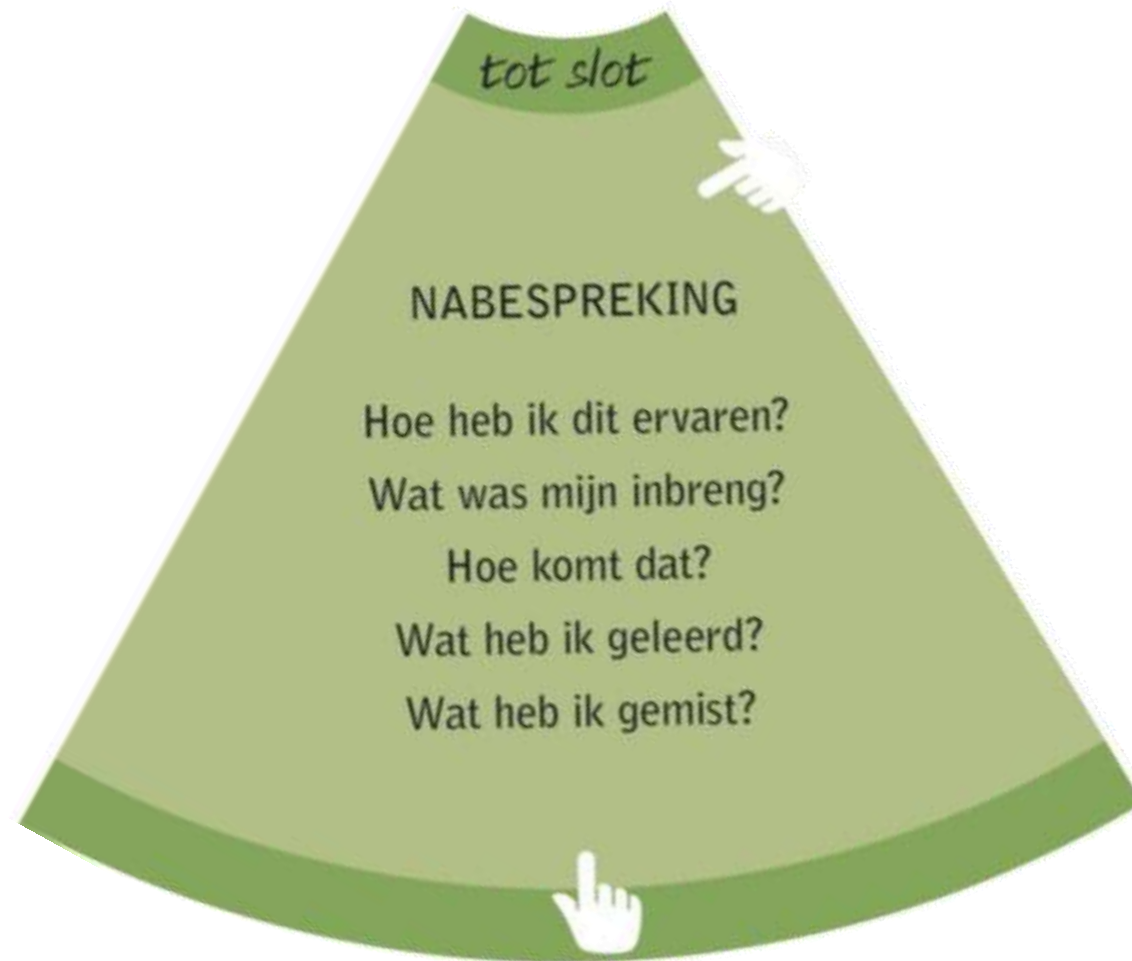 tot slot
NABESPREKING
Hoe heb ik dit ervaren?
Wat was mijn inbreng?
Hoe komt dat?
Wat heb ik geleerd?
Wat heb ik gemist?